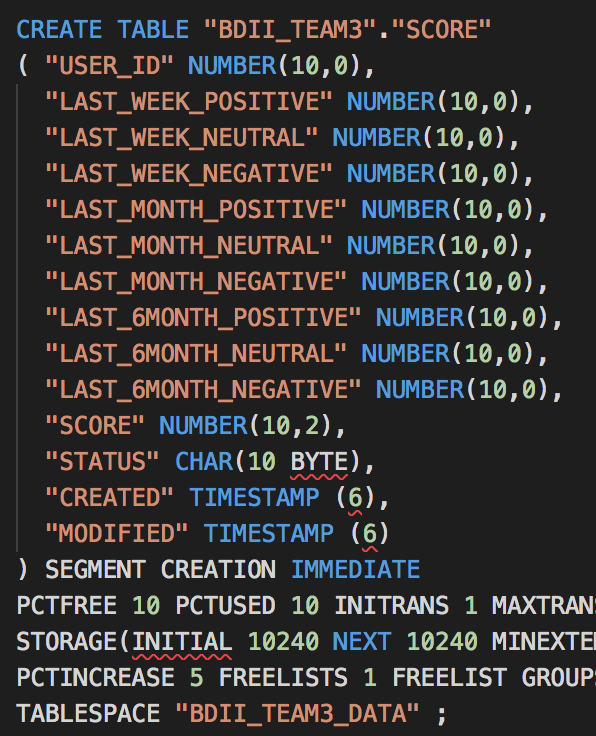 CREATE TABLE "BDII_TEAM3"."SCORE"
( "USER_ID" NUMBER(10,0),
"LAST_WEEK_POSITIVE" NUMBER(10,0),
"LAST_WEEK_NEUTRAL" NUMBER(10,0),
"LAST_WEEK_NEGATIVE" NUMBER(10,0),
"LAST_MONTH_POSITIVE" NUMBER(10,0),
"LAST_MONTH_NEUTRAL" NUMBER(10,0),
"LAST_MONTH_NEGATIVE" NUMBER(10,0),
"LAST_6MONTH_POSITIVE" NUMBER(10,0),
"LAST_6MONTH_NEUTRAL" NUMBER(10,0),
"LAST_6MONTH_NEGATIVE" NUMBER(10,0),
"SCORE" NUMBER(10,2),
"STATUS" CHAR(10 BYTE),
"CREATED" TIMESTAMP (6),
"MODIFIED" TIMESTAMP (6)
) SEGMENT CREATION IMMEDIATE
PCTFREE 10 PCTUSED 10 INITRANS 1 MAXTRANS
STORAGE(INITIAL 10240 NEXT 10240 MINEXTE
PCTINCREASE 5 FREELISTS 1 FREELIST GROUPS
TABLESPACE "BDII_TEAM3_DATA" ;